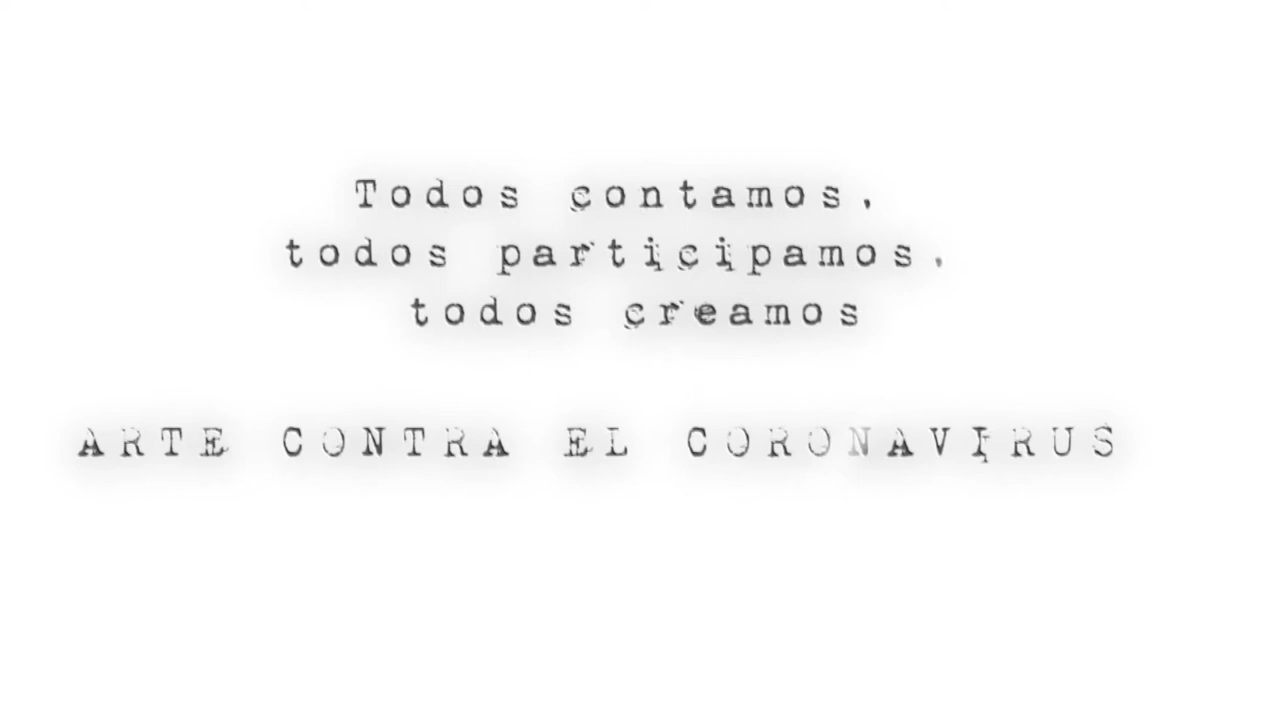 Todos contamos,
todos participamos,
todos creamos
ARTE CONTRA EL CORONAVIRUS